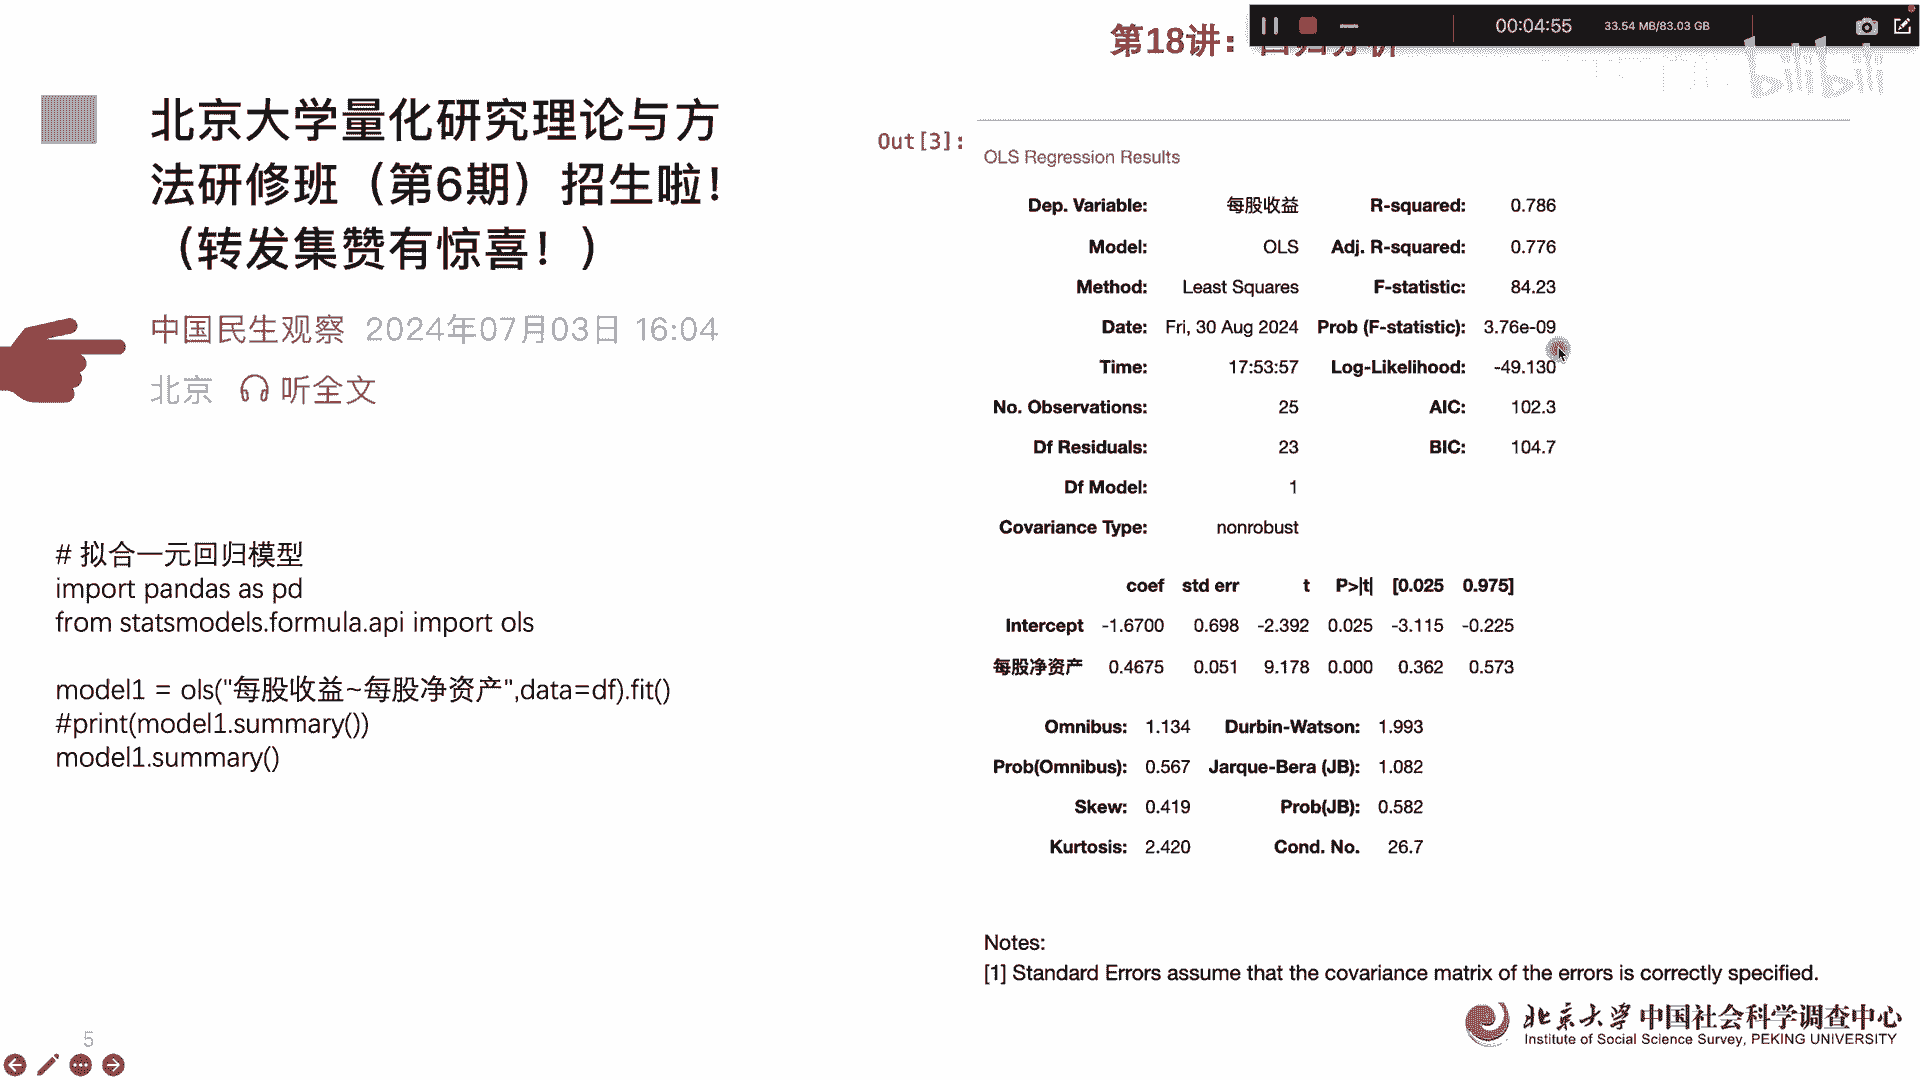 00:04:55
33.54 MB/83.03 GB
第18讲：回归分析
bilibili
北京大学量化研究理论与方
法研修班（第6期）招生啦！
（转发集赞有惊喜！）
中国民生观察 2024年07月03日 16:04
北京 听全文
# 拟合一元回归模型
import pandas as pd
from statsmodels.formula.api import ols
model1 = ols("每股收益~每股净资产",data=df).fit()
#print(model1.summary())
model1.summary()
5
Out[3]:
OLS Regression Results
Dep. Variable: 每股收益 R-squared: 0.786
Model: OLS Adj. R-squared: 0.776
Method: Least Squares F-statistic: 84.23
Date: Fri, 30 Aug 2024 Prob (F-statistic): 3.76e-09
Time: 17:53:57 Log-Likelihood: -49.130
No. Observations: 25 AIC: 102.3
Df Residuals: 23 BIC: 104.7
Df Model: 1
Covariance Type: nonrobust
coef std err t P>|t| [0.025 0.975]
Intercept -1.6700 0.698 -2.392 0.025 -3.115 -0.225
每股净资产 0.4675 0.051 9.178 0.000 0.362 0.573
Omnibus: 1.134 Durbin-Watson: 1.993
Prob(Omnibus): 0.567 Jarque-Bera (JB): 1.082
Skew: 0.419 Prob(JB): 0.582
Kurtosis: 2.420 Cond. No. 26.7
Notes:
[1] Standard Errors assume that the covariance matrix of the errors is correctly specified.
北京大学中国社会科学调查中心
Institute of Social Science Survey, PEKING UNIVERSITY